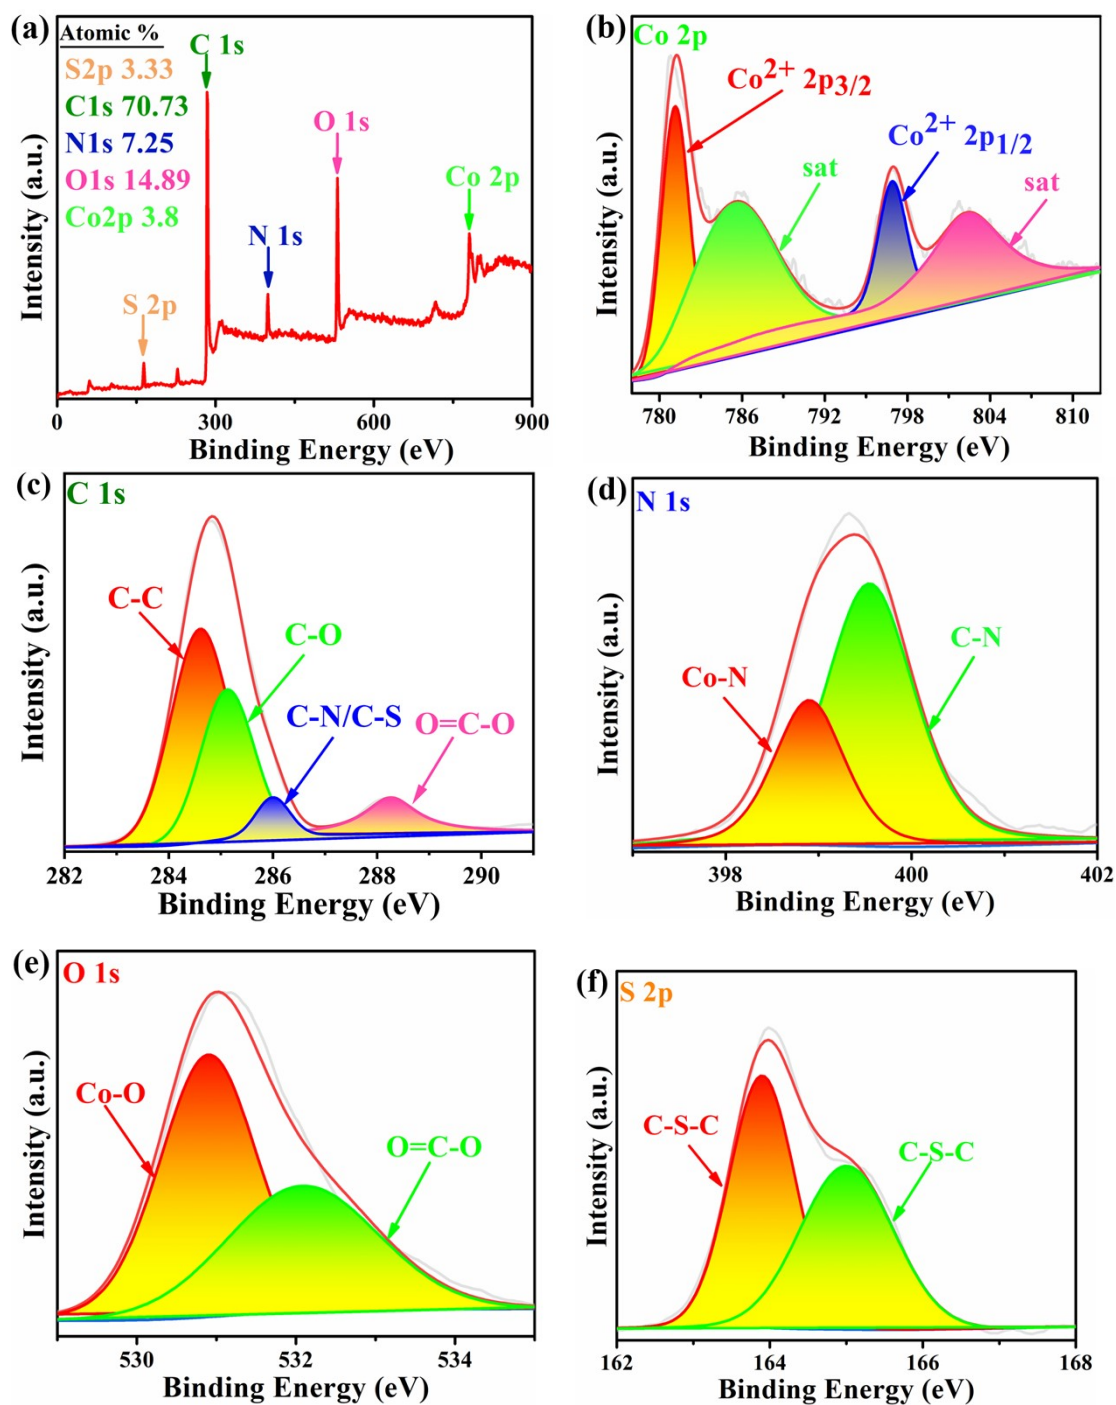 (a)
Atomic %
S2p 3.33
C1s 70.73
N1s 7.25
O1s 14.89
Co2p 3.8
C 1s
O 1s
Co 2p
N 1s
S 2p
Intensity (a.u.)
0 300 600 900
Binding Energy (eV)
(b)
Co 2p
Co2+ 2p3/2
Co2+ 2p1/2
sat
sat
Intensity (a.u.)
780 786 792 798 804 810
Binding Energy (eV)
(c)
C 1s
C-C
C-O
C-N/C-S
O=C-O
Intensity (a.u.)
282 284 286 288 290
Binding Energy (eV)
(d)
N 1s
Co-N
C-N
Intensity (a.u.)
398 400 402
Binding Energy (eV)
(e)
O 1s
Co-O
O=C-O
Intensity (a.u.)
530 532 534
Binding Energy (eV)
(f)
S 2p
C-S-C
C-S-C
Intensity (a.u.)
162 164 166 168
Binding Energy (eV)